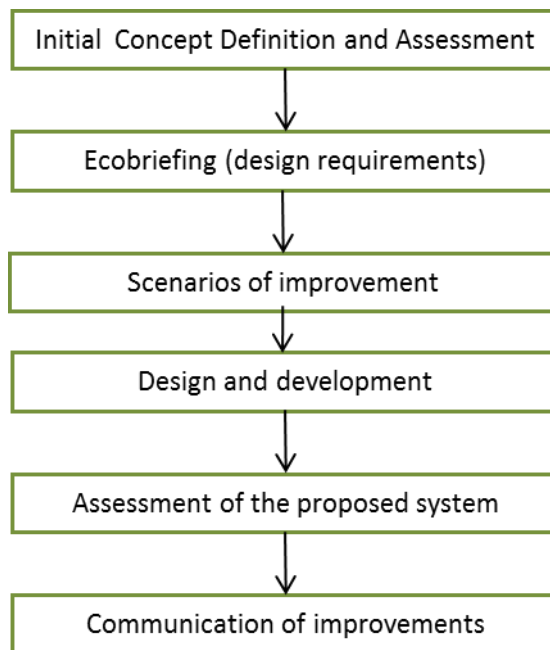 Initial Concept Definition and Assessment
Ecobriefing (design requirements)
Scenarios of improvement
Design and development
Assessment of the proposed system
Communication of improvements